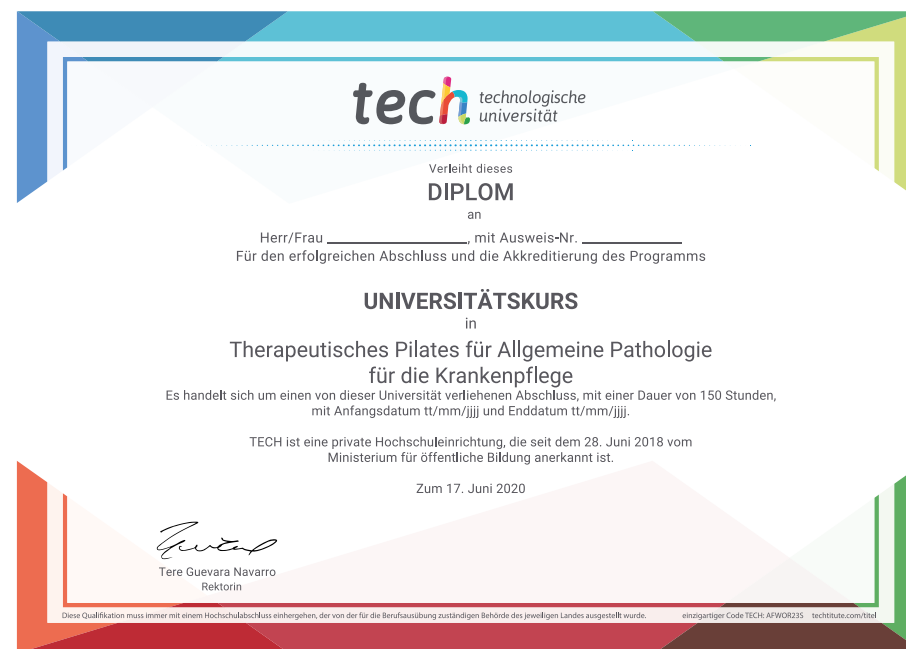 tech technologische
universität
Verleiht dieses
DIPLOM
an
Herr/Frau ____________________, mit Ausweis-Nr. ______________
Für den erfolgreichen Abschluss und die Akkreditierung des Programms
UNIVERSITÄTSKURS
in
Therapeutisches Pilates für Allgemeine Pathologie
für die Krankenpflege
Es handelt sich um einen von dieser Universität verliehenen Abschluss, mit einer Dauer von 150 Stunden,
mit Anfangsdatum tt/mm/jjjj und Enddatum tt/mm/jjjj.
TECH ist eine private Hochschuleinrichtung, die seit dem 28. Juni 2018 vom
Ministerium für öffentliche Bildung anerkannt ist.
Zum 17. Juni 2020
Tere Guevara Navarro
Rektorin
Diese Qualifikation muss immer mit einem Hochschulabschluss einhergehen, der von der für die Berufsausübung zuständigen Behörde des jeweiligen Landes ausgestellt wurde. einzigartiger Code TECH: AFWOR23S techtitute.com/titel